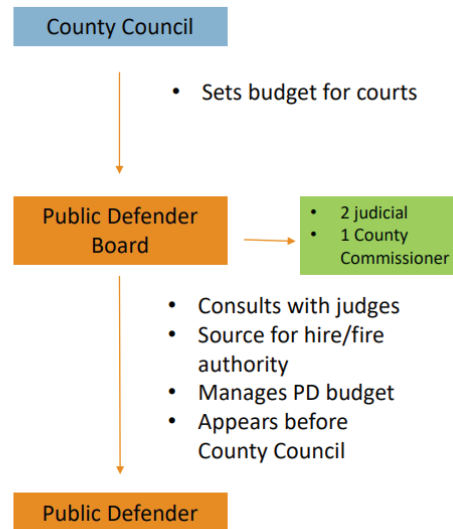 County Council
• Sets budget for courts
Public Defender
Board
• 2 judicial
• 1 County
Commissioner
• Consults with judges
• Source for hire/fire
authority
• Manages PD budget
• Appears before
County Council
Public Defender